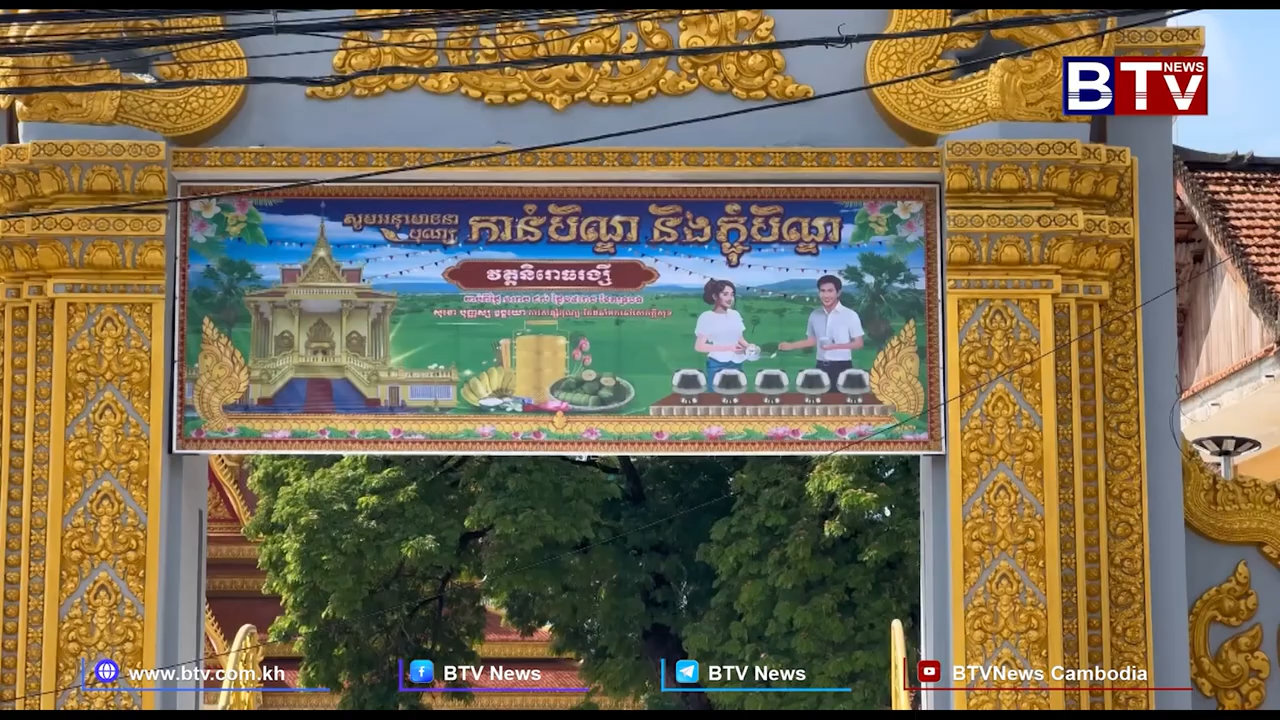 BTV NEWS
សូមអនុមោទនា
បុណ្យ កាន់បិណ្ឌ និងភ្ជុំបិណ្ឌ
វត្តនិរោធរង្សី
www.btv.com.kh
BTV News
BTV News
BTVNews Cambodia